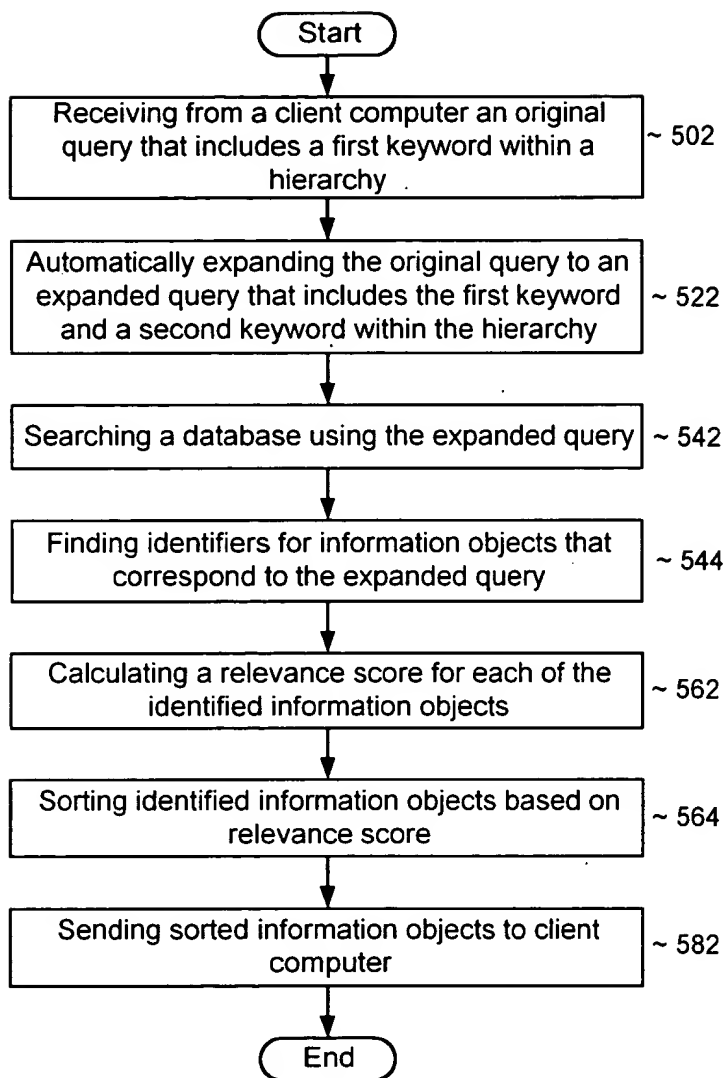 Start
Receiving from a client computer an original
query that includes a first keyword within a
hierarchy
~ 502
Automatically expanding the original query to an
expanded query that includes the first keyword
and a second keyword within the hierarchy
~ 522
Searching a database using the expanded query
~ 542
Finding identifiers for information objects that
correspond to the expanded query
~ 544
Calculating a relevance score for each of the
identified information objects
~ 562
Sorting identified information objects based on
relevance score
~ 564
Sending sorted information objects to client
computer
~ 582
End